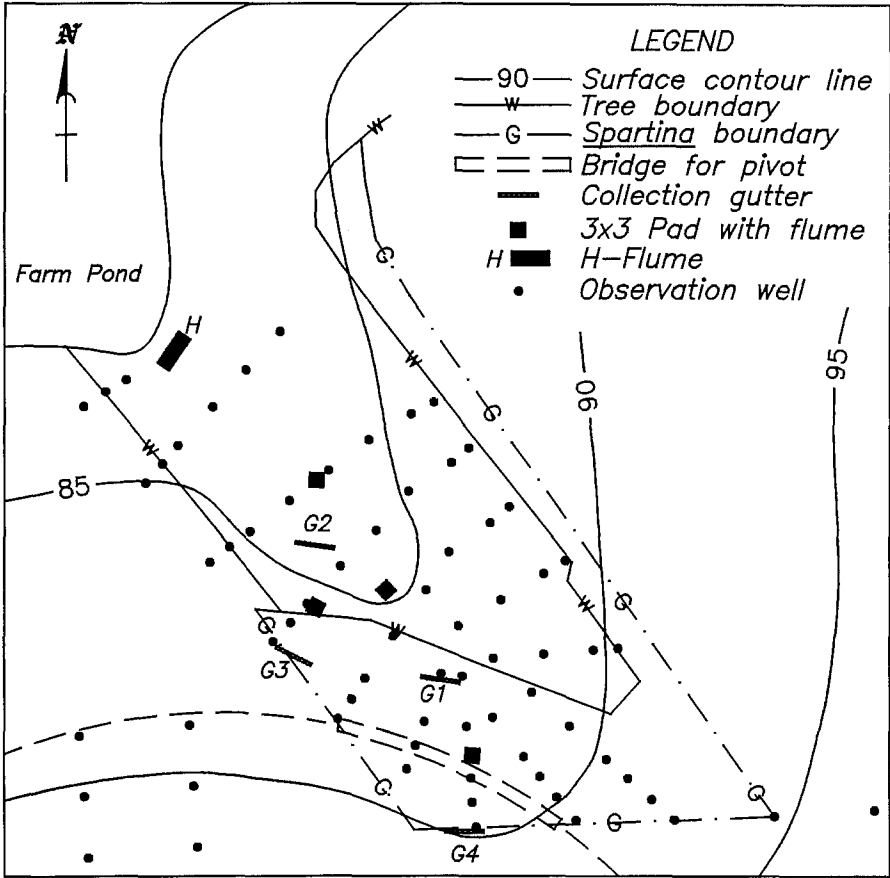 N
LEGEND
90 Surface contour line
W Tree boundary
G Spartina boundary
Bridge for pivot
Collection gutter
3x3 Pad with flume
H H-Flume
Observation well
W
G
Farm Pond
H
W
G
90
95
W
85
G2
W
G
G
W
G3
G1
G
G
G
G4